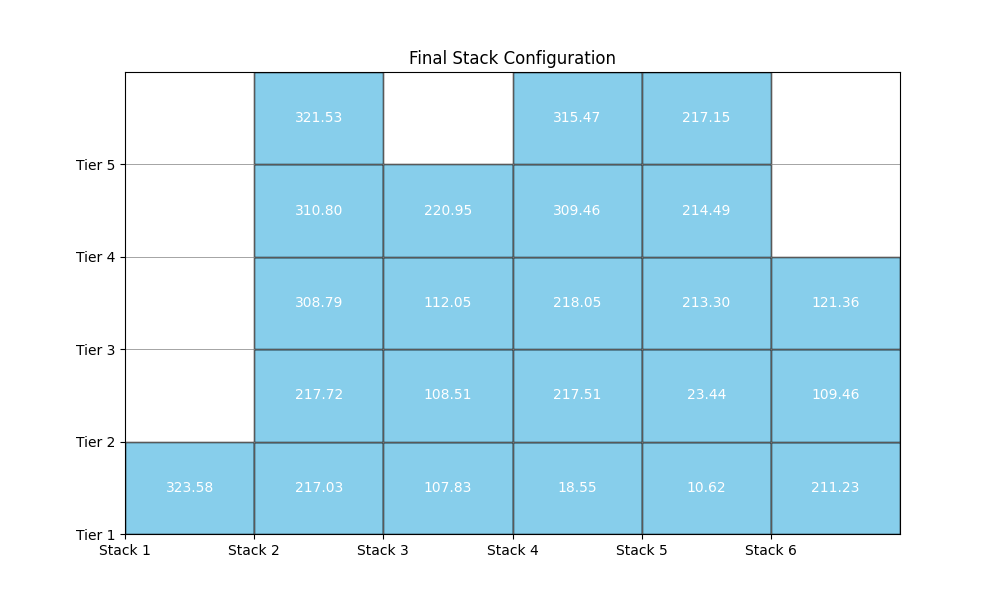 Final Stack Configuration
321.53 315.47 217.15
Tier 5
310.80 220.95 309.46 214.49
Tier 4
308.79 112.05 218.05 213.30 121.36
Tier 3
217.72 108.51 217.51 23.44 109.46
Tier 2
323.58 217.03 107.83 18.55 10.62 211.23
Tier 1
Stack 1 Stack 2 Stack 3 Stack 4 Stack 5 Stack 6